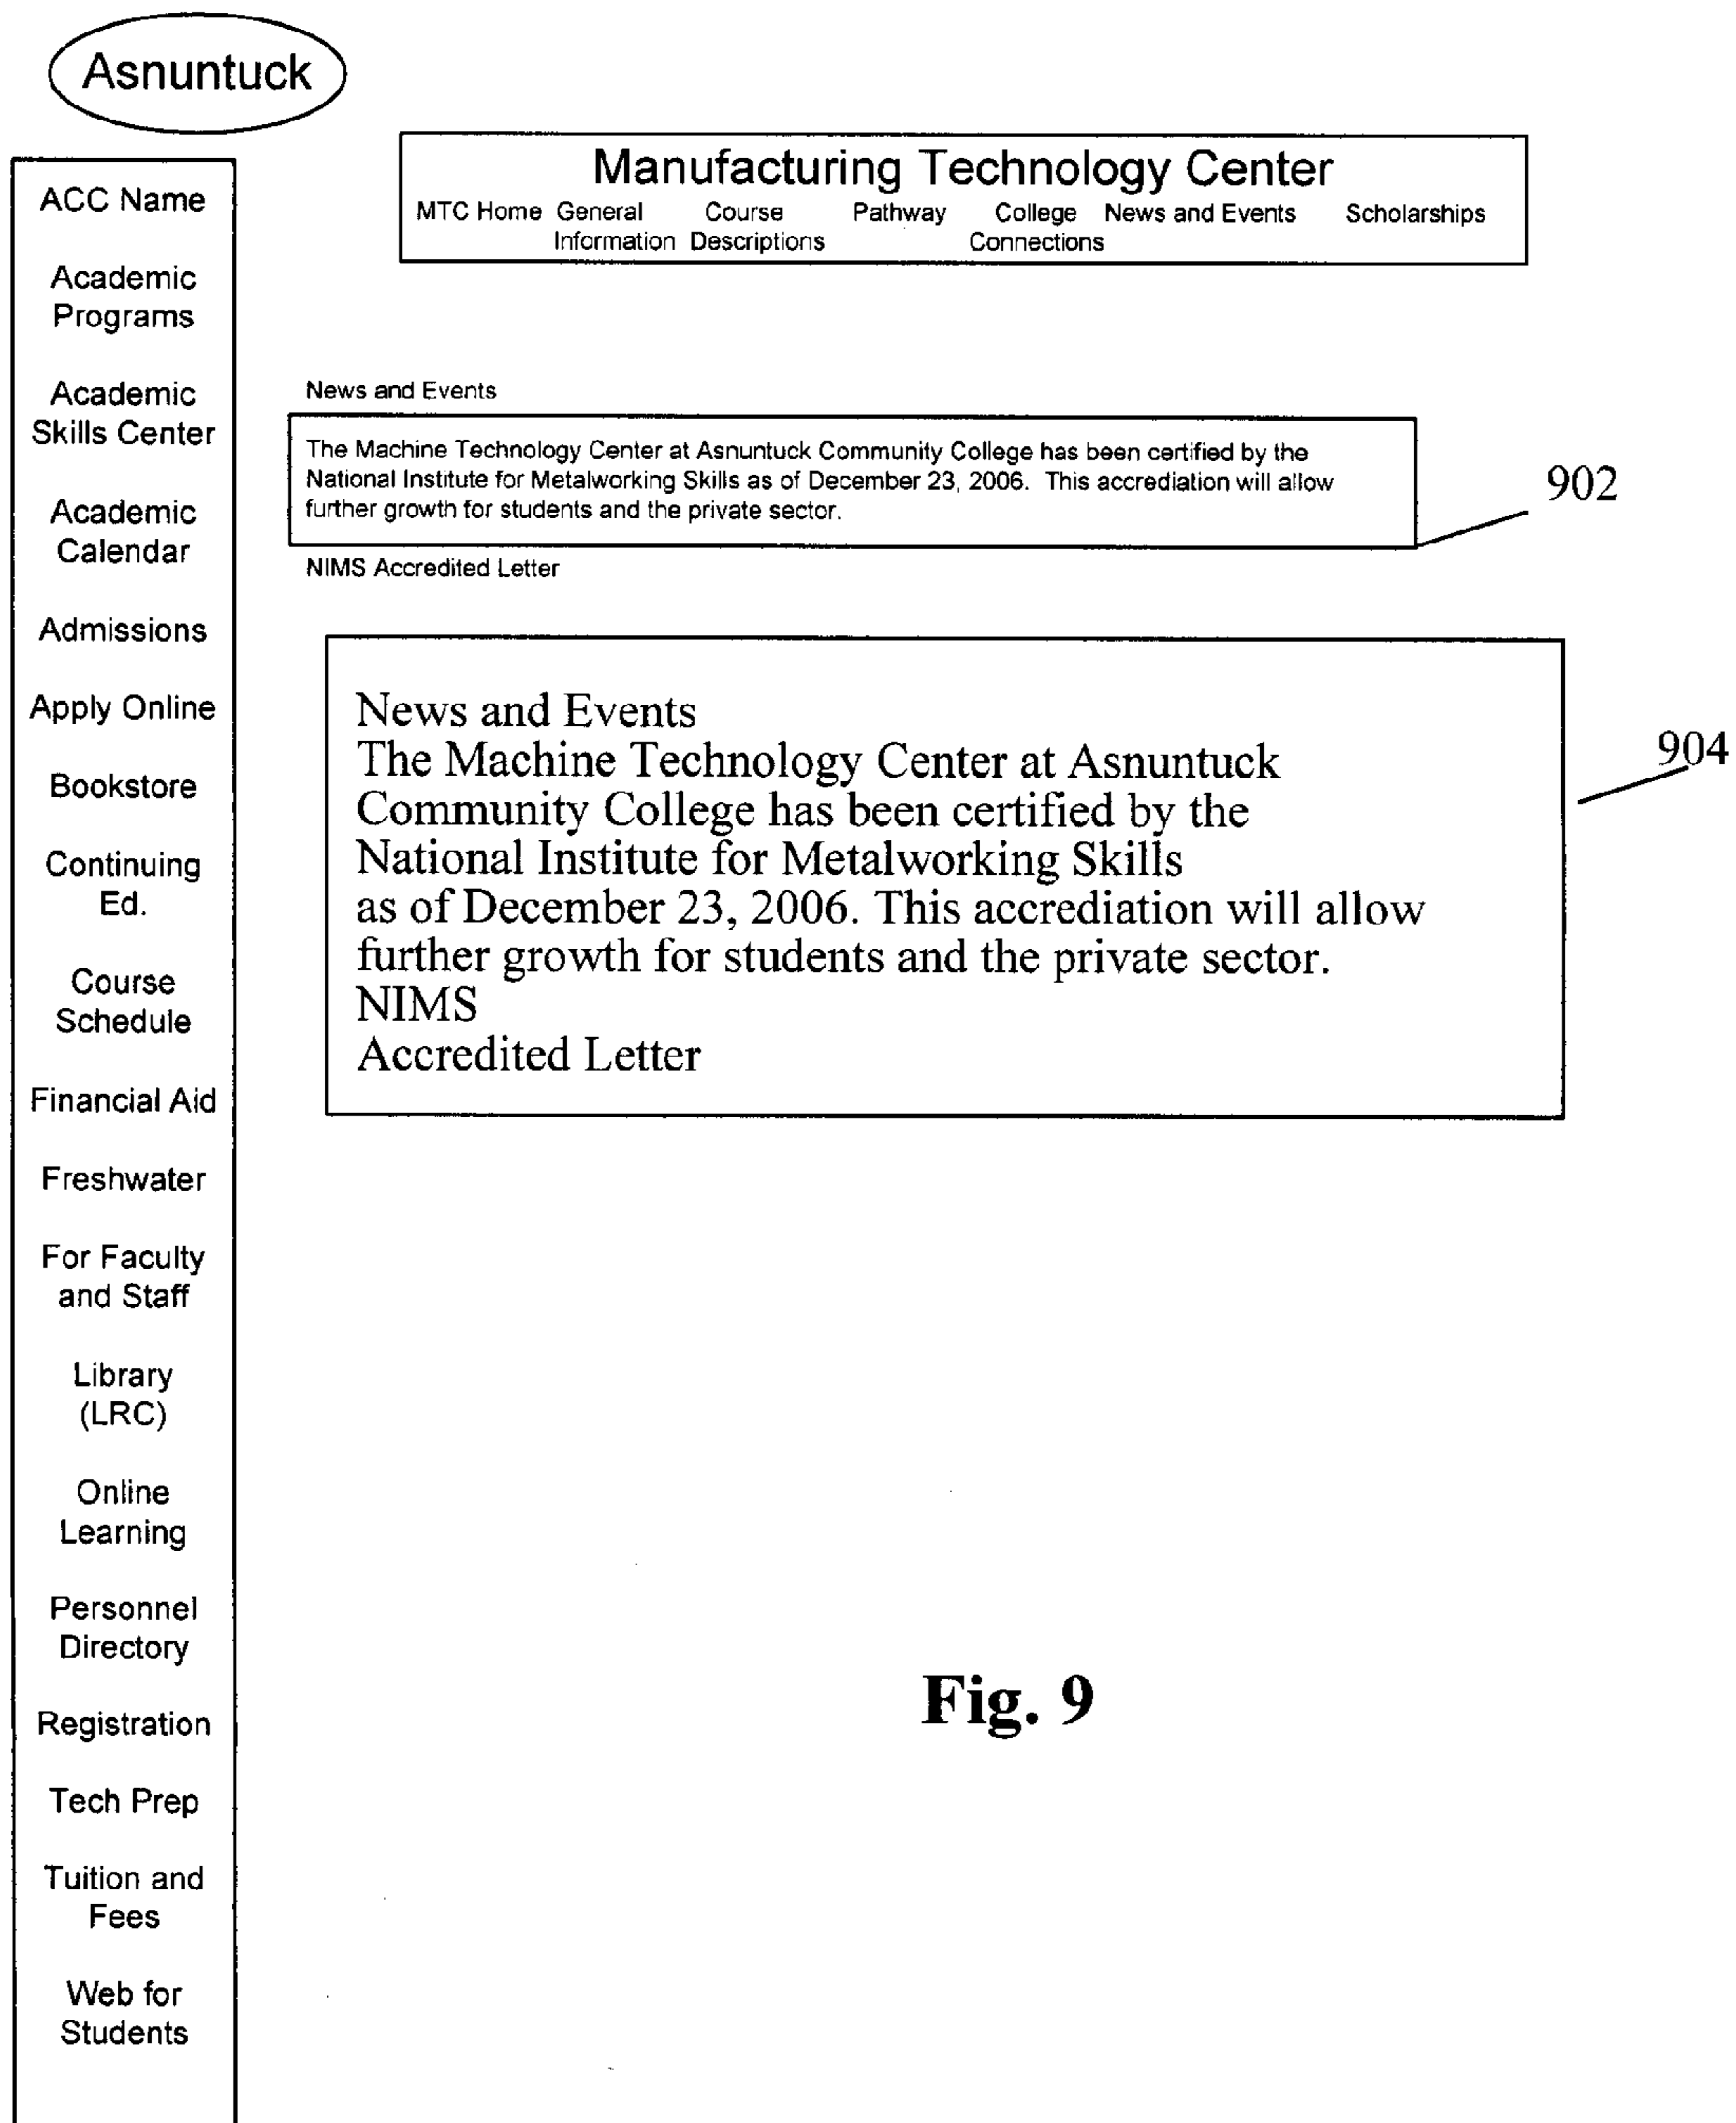 Asnuntuck
Manufacturing Technology Center
MTC Home General Course Pathway College News and Events Scholarships
Information Descriptions Connections
ACC Name
Academic
Programs
Academic
Skills Center
Academic
Calendar
Admissions
Apply Online
Bookstore
Continuing
Ed.
Course
Schedule
Financial Aid
Freshwater
For Faculty
and Staff
Library
(LRC)
Online
Learning
Personnel
Directory
Registration
Tech Prep
Tuition and
Fees
Web for
Students
News and Events
The Machine Technology Center at Asnuntuck Community College has been certified by the
National Institute for Metalworking Skills as of December 23, 2006. This accrediation will allow
further growth for students and the private sector.
902
NIMS Accredited Letter
News and Events
The Machine Technology Center at Asnuntuck
Community College has been certified by the
National Institute for Metalworking Skills
as of December 23, 2006. This accrediation will allow
further growth for students and the private sector.
NIMS
Accredited Letter
904
Fig. 9